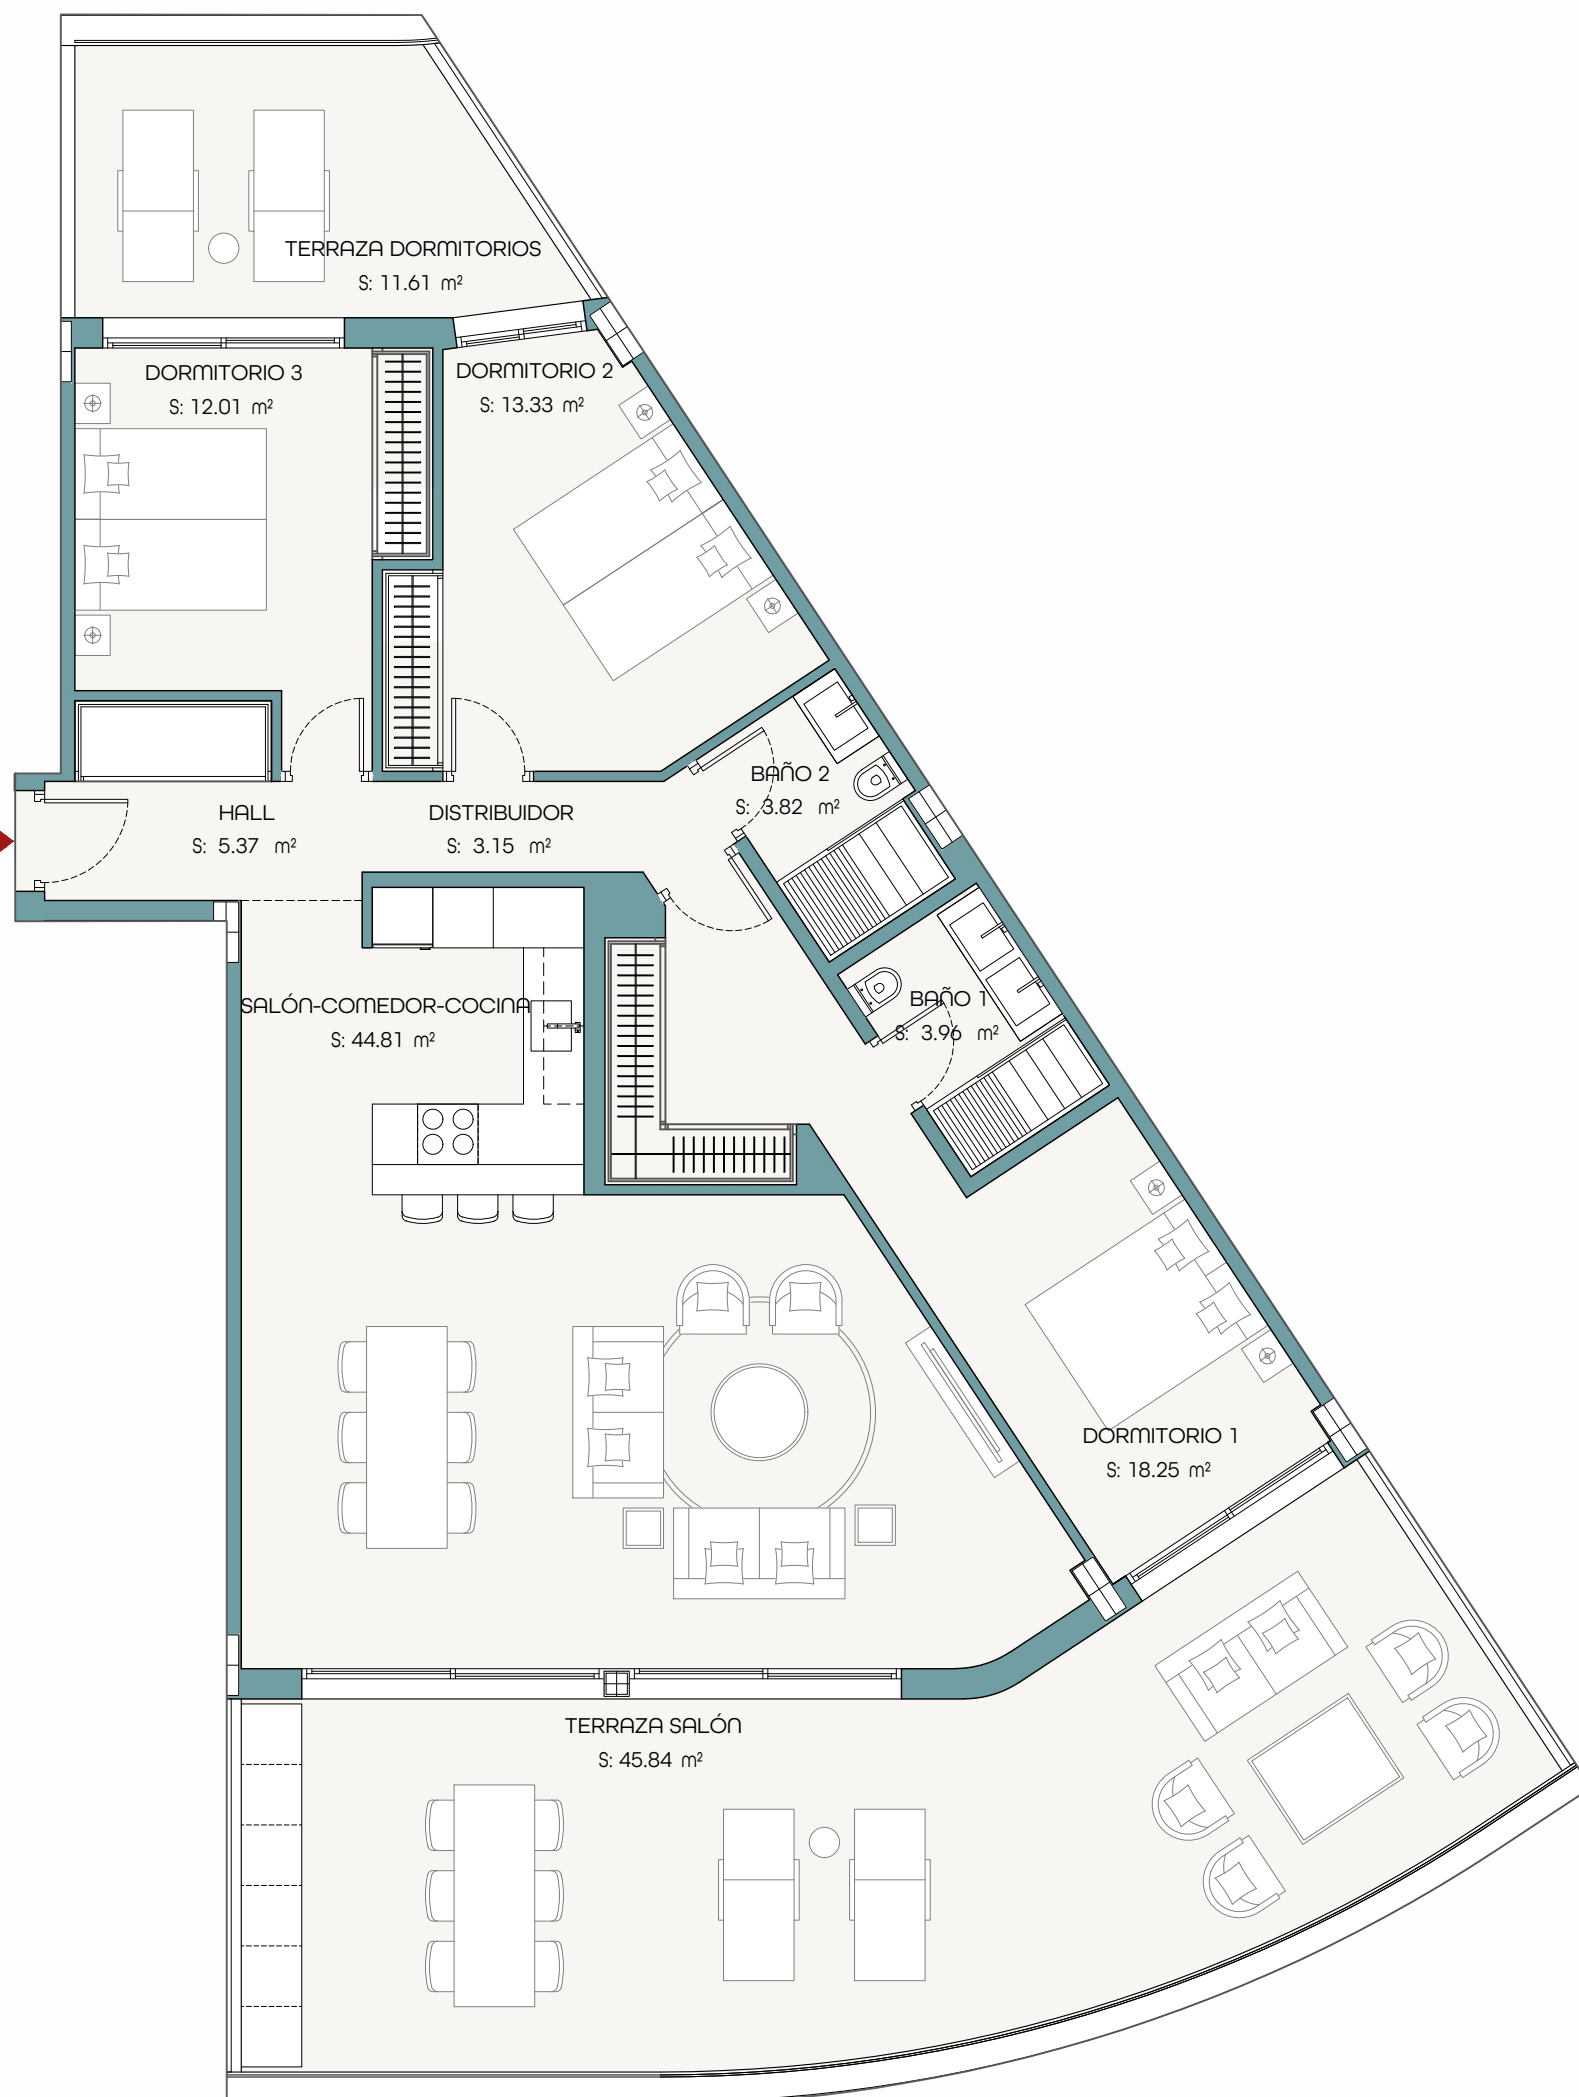 TERRAZA DORMITORIOS
S: 11.61 m²
DORMITORIO 3
S: 12.01 m²
DORMITORIO 2
S: 13.33 m²
BAÑO 2
S: 3.82 m²
HALL
S: 5.37 m²
DISTRIBUIDOR
S: 3.15 m²
SALÓN-COMEDOR-COCINA
S: 44.81 m²
BAÑO 1
S: 3.96 m²
DORMITORIO 1
S: 18.25 m²
TERRAZA SALÓN
S: 45.84 m²